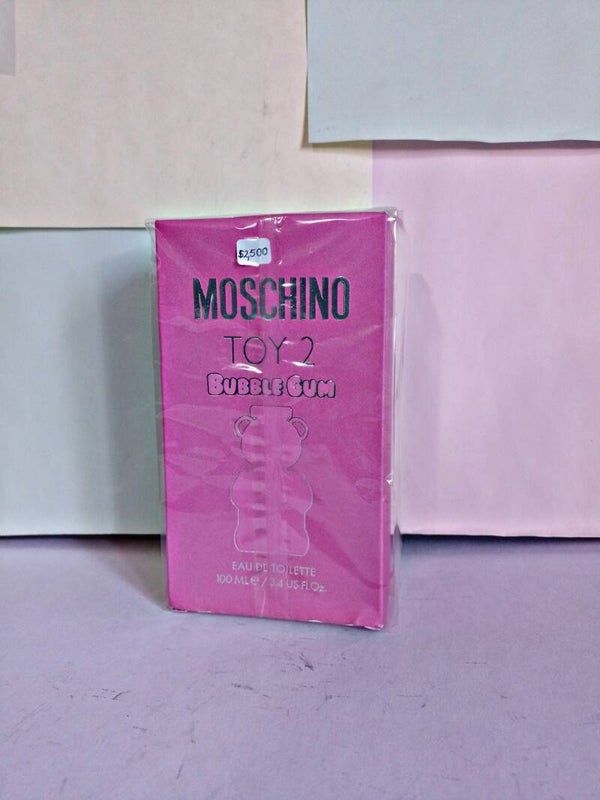 $2,500
MOSCHINO
TOY 2
BUBBLE GUM
EAU DE TOILETTE
100 ML ℮ / 3.4 US Fl.Oz.